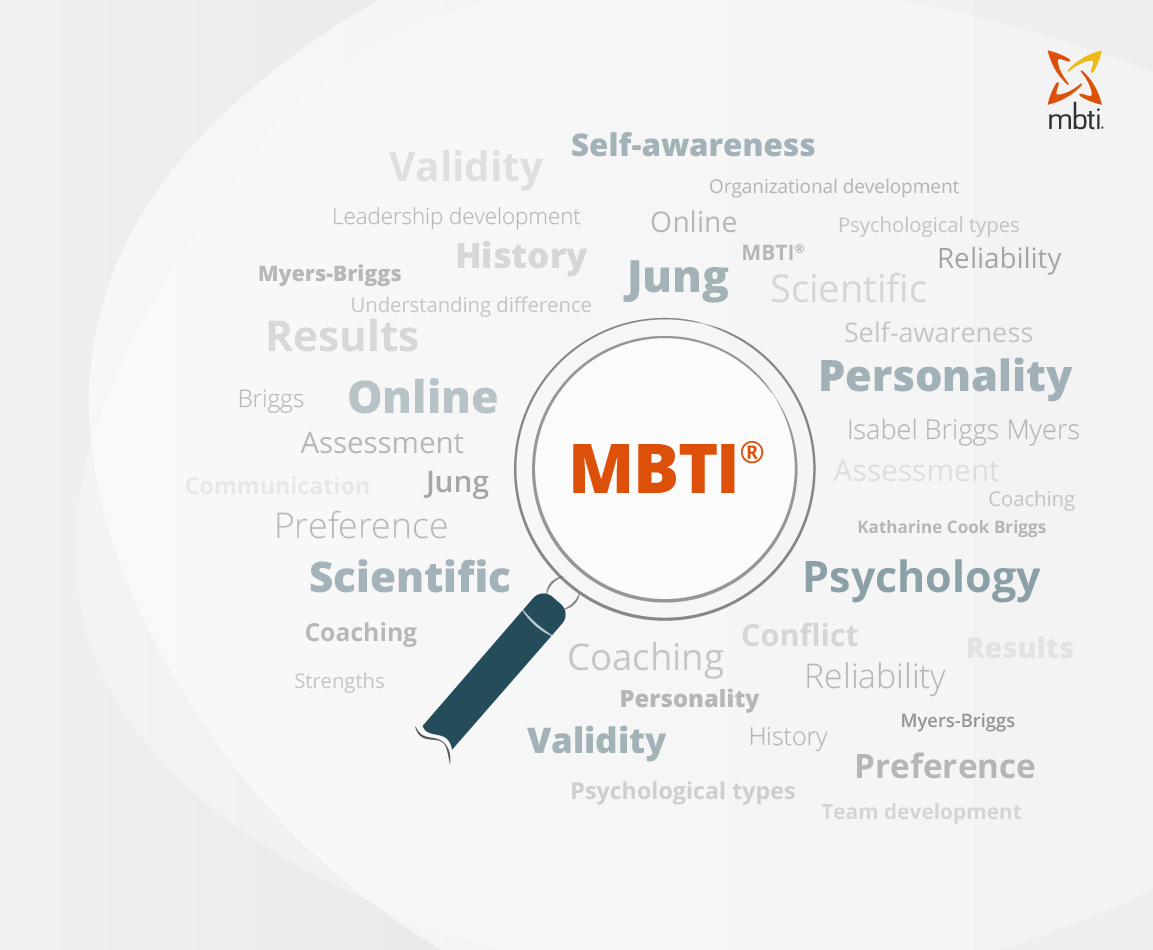 mbti.
Self-awareness
Validity
Organizational development
Leadership development
Online
Psychological types
History
MBTI®
Reliability
Myers-Briggs
Jung
Scientific
Understanding difference
Results
Self-awareness
Personality
Briggs
Online
Isabel Briggs Myers
Assessment
MBTI®
Assessment
Communication
Jung
Coaching
Preference
Katharine Cook Briggs
Scientific
Psychology
Coaching
Conflict
Results
Coaching
Reliability
Strengths
Personality
Myers-Briggs
Validity
History
Preference
Psychological types
Team development